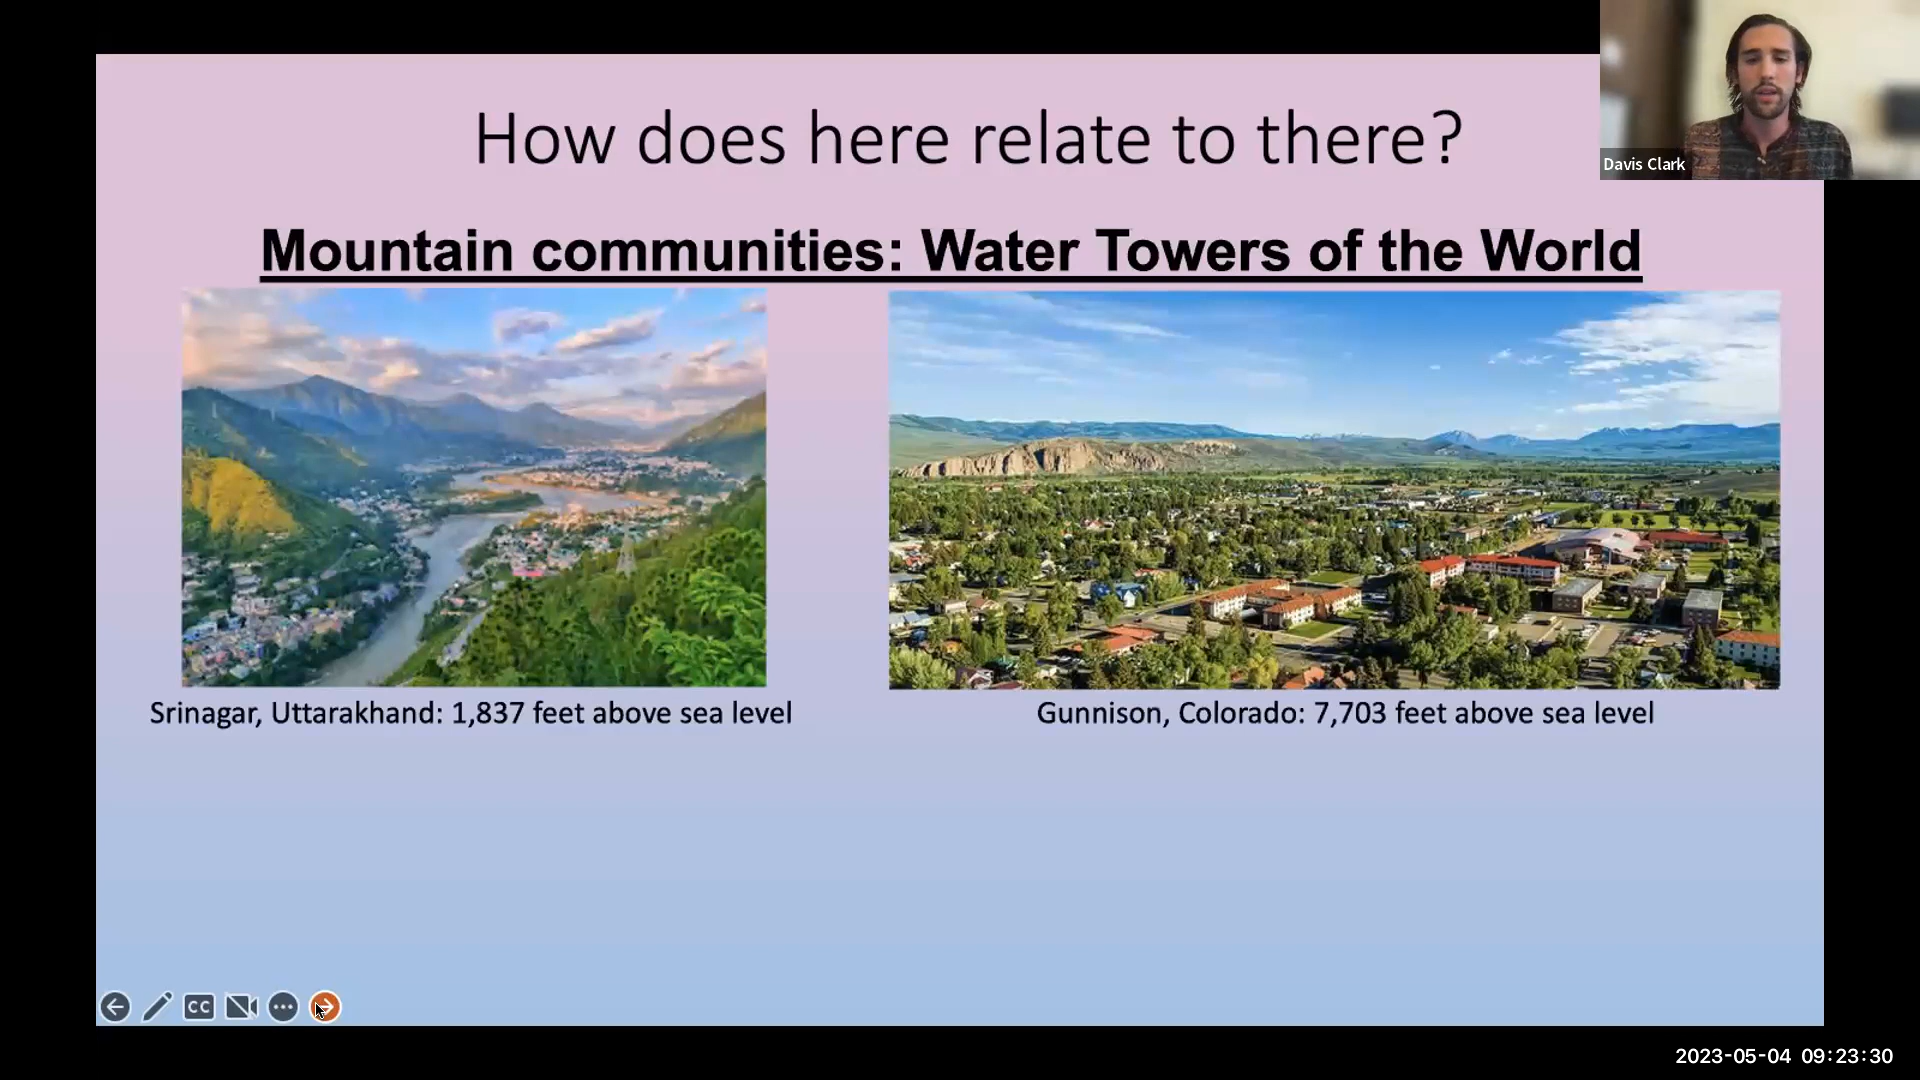 How does here relate to there?
Davis Clark
Mountain communities: Water Towers of the World
Srinagar, Uttarakhand: 1,837 feet above sea level
Gunnison, Colorado: 7,703 feet above sea level
CC
2023-05-04 09:23:30